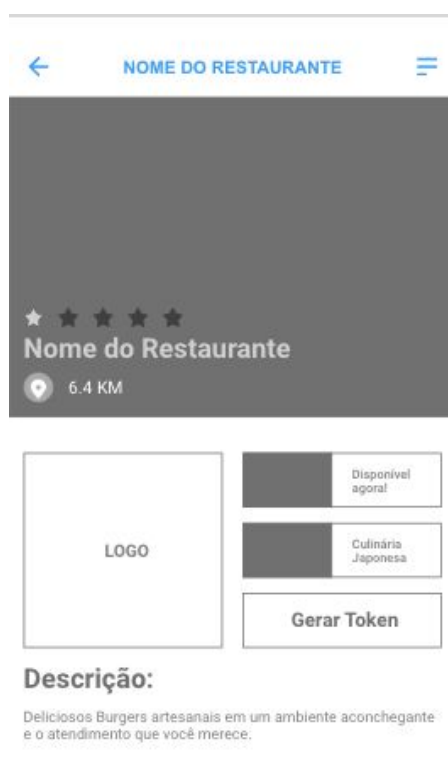 NOME DO RESTAURANTE
Nome do Restaurante
6.4 KM
LOGO
Disponível
agora!
Culinária
Japonesa
Gerar Token
Descrição:
Deliciosos Burgers artesanais em um ambiente aconchegante
e o atendimento que você merece.